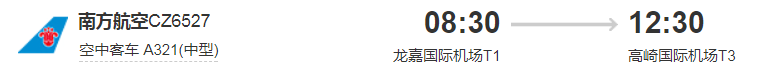 南方航空CZ6527
空中客车 A321(中型)
08:30
龙嘉国际机场T1
12:30
高崎国际机场T3